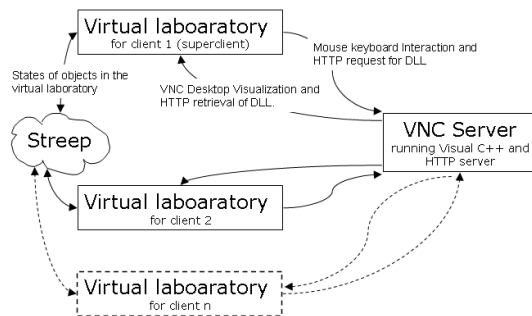 Virtual laboaratory
for client 1 (superclient)
Mouse keyboard Interaction and
HTTP request for DLL
States of objects in the
virtual laboratory
VNC Desktop Visualization and
HTTP retrieval of DLL.
Streep
VNC Server
running Visual C++ and
HTTP server
Virtual laboaratory
for client 2
Virtual laboaratory
for client n